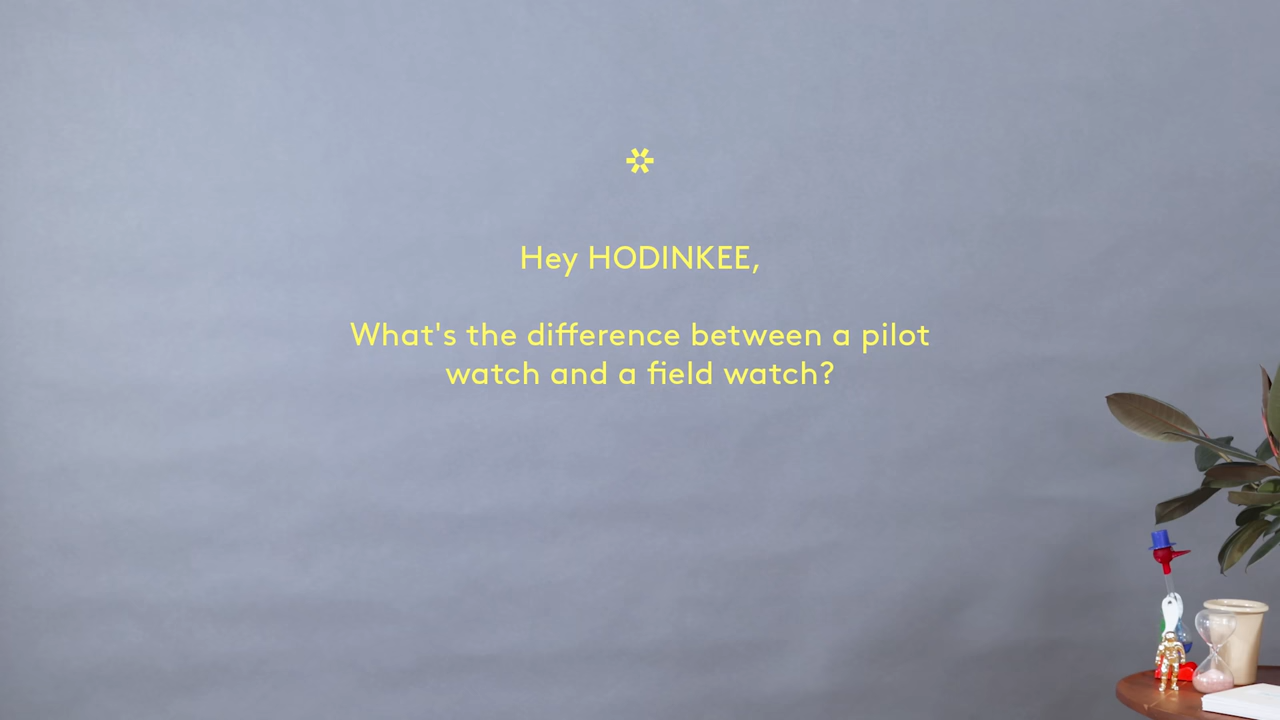 Hey HODINKEE,
What's the difference between a pilot
watch and a field watch?